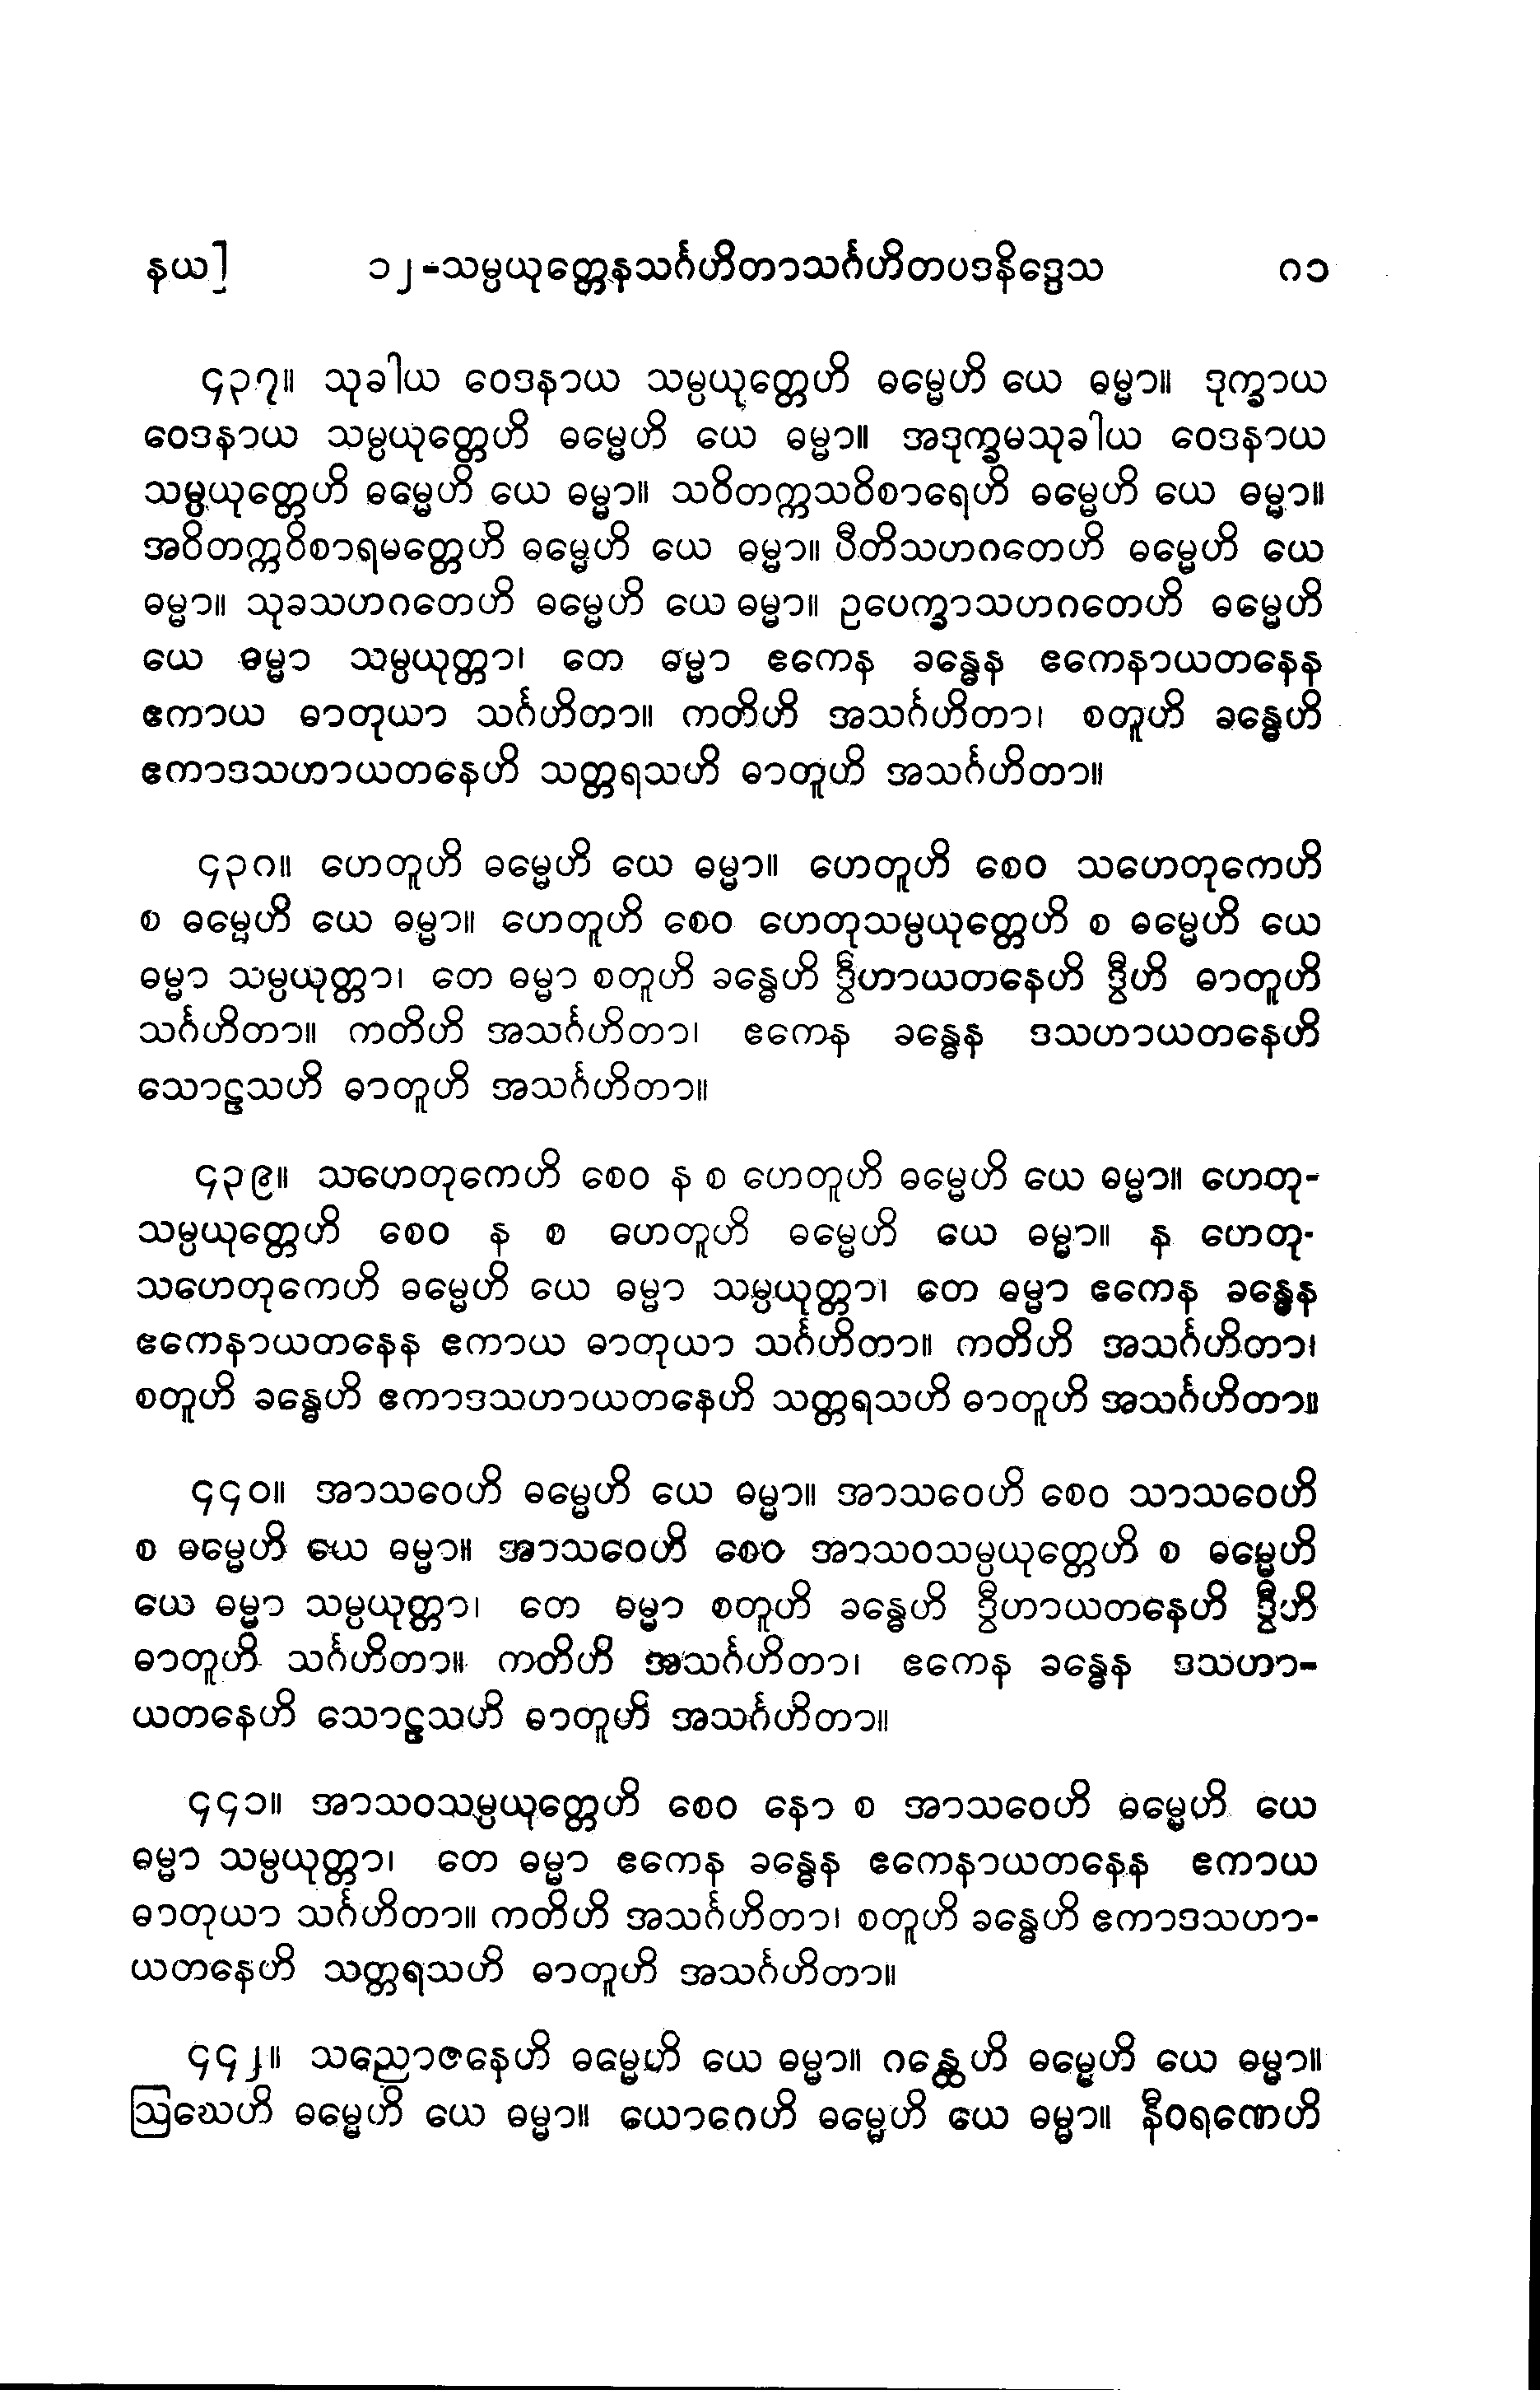 နယ] ၁၂-သမ္ပယုတ္တေနသင်္ဂဟိတာသင်္ဂဟိတပဒနိဒ္ဒေသ ၈၁
၄၃၇။ သုခါယ ဝေဒနာယ သမ္ပယုတ္တေဟိ ဓမ္မေဟိ ယေ ဓမ္မာ။ ဒုက္ခာယ
ဝေဒနာယ သမ္ပယုတ္တေဟိ ဓမ္မေဟိ ယေ ဓမ္မာ။ အဒုက္ခမသုခါယ ဝေဒနာယ
သမ္ပယုတ္တေဟိ ဓမ္မေဟိ ယေ ဓမ္မာ။ သဝိတက္ကသဝိစာရေဟိ ဓမ္မေဟိ ယေ ဓမ္မာ။
အဝိတက္ကဝိစာရမတ္တေဟိ ဓမ္မေဟိ ယေ ဓမ္မာ။ ပီတိသဟဂတေဟိ ဓမ္မေဟိ ယေ
ဓမ္မာ။ သုခသဟဂတေဟိ ဓမ္မေဟိ ယေ ဓမ္မာ။ ဥပေက္ခာသဟဂတေဟိ ဓမ္မေဟိ
ယေ ဓမ္မာ သမ္ပယုတ္တာ၊ တေ ဓမ္မာ ဧကေန ခန္ဓေန ဧကေနာယတနေန
ဧကာယ ဓာတုယာ သင်္ဂဟိတာ။ ကတိဟိ အသင်္ဂဟိတာ၊ စတူဟိ ခန္ဓေဟိ
ဧကာဒသဟာယတနေဟိ သတ္တရသဟိ ဓာတူဟိ အသင်္ဂဟိတာ။
၄၃၈။ ဟေတူဟိ ဓမ္မေဟိ ယေ ဓမ္မာ။ ဟေတူဟိ စေဝ သဟေတုကေဟိ
စ ဓမ္မေဟိ ယေ ဓမ္မာ။ ဟေတူဟိ စေဝ ဟေတုသမ္ပယုတ္တေဟိ စ ဓမ္မေဟိ ယေ
ဓမ္မာ သမ္ပယုတ္တာ၊ တေ ဓမ္မာ စတူဟိ ခန္ဓေဟိ ဒွီဟာယတနေဟိ ဒွီဟိ ဓာတူဟိ
သင်္ဂဟိတာ။ ကတိဟိ အသင်္ဂဟိတာ၊ ဧကေန ခန္ဓေန ဒသဟာယတနေဟိ
သောဠသဟိ ဓာတူဟိ အသင်္ဂဟိတာ။
၄၃၉။ သဟေတုကေဟိ စေဝ န စ ဟေတူဟိ ဓမ္မေဟိ ယေ ဓမ္မာ။ ဟေတု-
သမ္ပယုတ္တေဟိ စေဝ န စ ဟေတူဟိ ဓမ္မေဟိ ယေ ဓမ္မာ။ န ဟေတု-
သဟေတုကေဟိ ဓမ္မေဟိ ယေ ဓမ္မာ သမ္ပယုတ္တာ၊ တေ ဓမ္မာ ဧကေန ခန္ဓေန
ဧကေနာယတနေန ဧကာယ ဓာတုယာ သင်္ဂဟိတာ။ ကတိဟိ အသင်္ဂဟိတာ၊
စတူဟိ ခန္ဓေဟိ ဧကာဒသဟာယတနေဟိ သတ္တရသဟိ ဓာတူဟိ အသင်္ဂဟိတာ။
၄၄၀။ အာသဝေဟိ ဓမ္မေဟိ ယေ ဓမ္မာ။ အာသဝေဟိ စေဝ သာသဝေဟိ
စ ဓမ္မေဟိ ယေ ဓမ္မာ။ အာသဝေဟိ စေဝ အာသဝသမ္ပယုတ္တေဟိ စ ဓမ္မေဟိ
ယေ ဓမ္မာ သမ္ပယုတ္တာ၊ တေ ဓမ္မာ စတူဟိ ခန္ဓေဟိ ဒွီဟာယတနေဟိ ဒွီဟိ
ဓာတူဟိ သင်္ဂဟိတာ။ ကတိဟိ အသင်္ဂဟိတာ၊ ဧကေန ခန္ဓေန ဒသဟာ-
ယတနေဟိ သောဠသဟိ ဓာတူဟိ အသင်္ဂဟိတာ။
၄၄၁။ အာသဝသမ္ပယုတ္တေဟိ စေဝ နော စ အာသဝေဟိ ဓမ္မေဟိ ယေ
ဓမ္မာ သမ္ပယုတ္တာ၊ တေ ဓမ္မာ ဧကေန ခန္ဓေန ဧကေနာယတနေန ဧကာယ
ဓာတုယာ သင်္ဂဟိတာ။ ကတိဟိ အသင်္ဂဟိတာ၊ စတူဟိ ခန္ဓေဟိ ဧကာဒသဟာ-
ယတနေဟိ သတ္တရသဟိ ဓာတူဟိ အသင်္ဂဟိတာ။
၄၄၂။ သညောဇနေဟိ ဓမ္မေဟိ ယေ ဓမ္မာ။ ဂန္ထေဟိ ဓမ္မေဟိ ယေ ဓမ္မာ။
ဩဃေဟိ ဓမ္မေဟိ ယေ ဓမ္မာ။ ယောဂေဟိ ဓမ္မေဟိ ယေ ဓမ္မာ။ နီဝရဏေဟိ